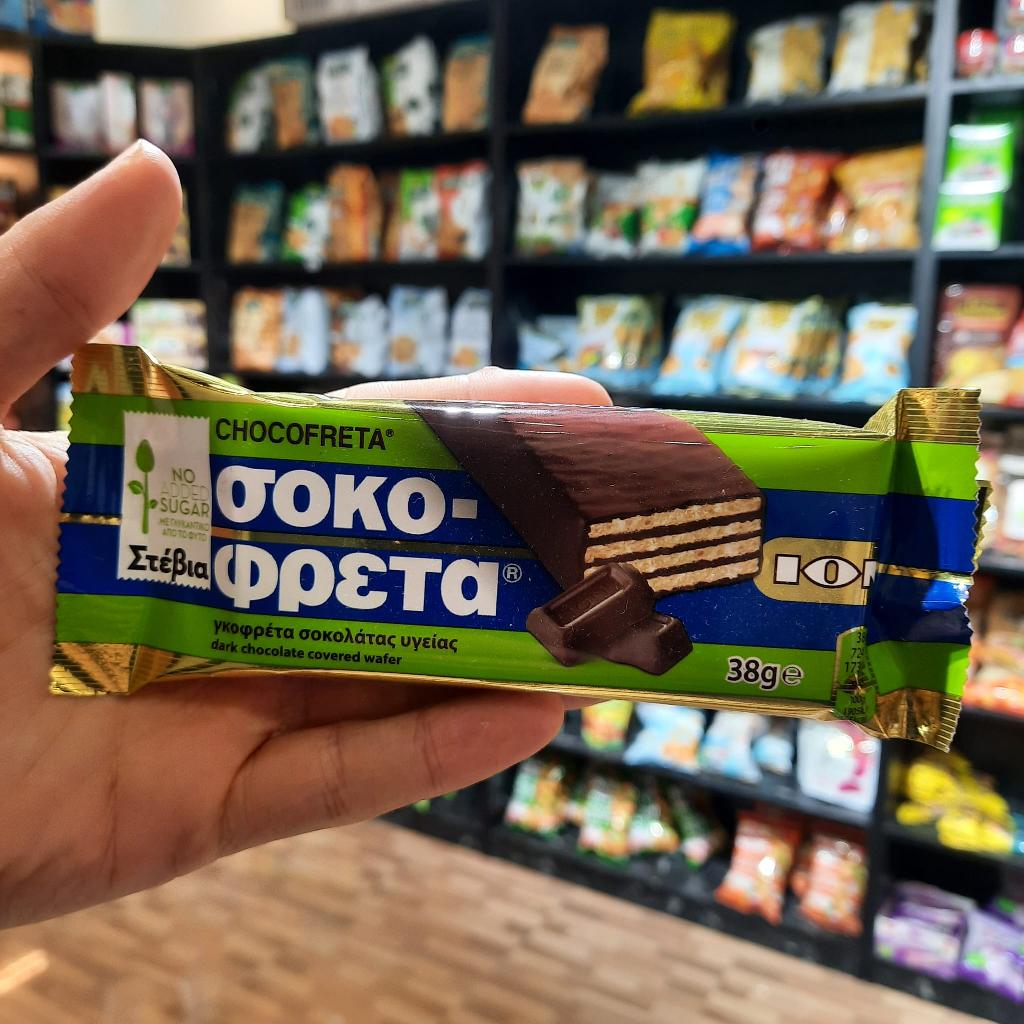 CHOCOFRETA®
σοκο-
φρετα®
NO
ADDED
SUGAR
ΜΕ ΓΛΥΚΑΝΤΙΚΟ
ΑΠΟ ΤΟ ΦΥΤΟ
Στέβια
ΙΟΝ
γκοφρέτα σοκολάτας υγείας
dark chocolate covered wafer
38g℮